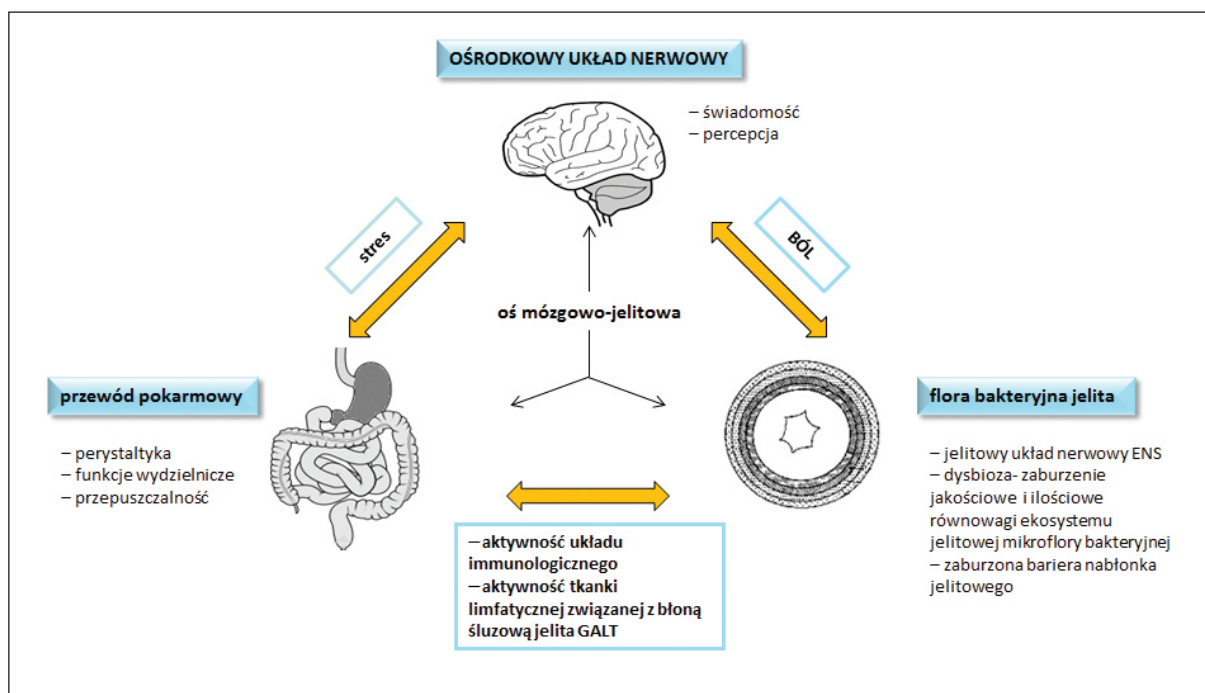 OŚRODKOWY UKŁAD NERWOWY
– świadomość
– percepcja
stres
BÓL
oś mózgowo-jelitowa
przewód pokarmowy
– perystaltyka
– funkcje wydzielnicze
– przepuszczalność
flora bakteryjna jelita
– jelitowy układ nerwowy ENS
– dysbioza- zaburzenie
jakościowe i ilościowe
równowagi ekosystemu
jelitowej mikroflory bakteryjnej
– zaburzona bariera nabłonka
jelitowego
– aktywność układu
immunologicznego
– aktywność tkanki
limfatycznej związanej z błoną
śluzową jelita GALT